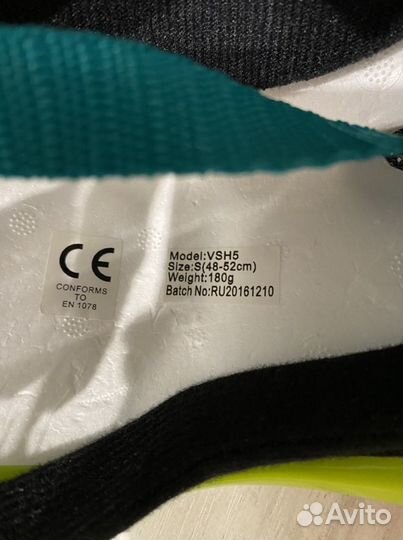 CE
CONFORMS
TO
EN 1078
Model:VSH5
Size:S(48-52cm)
Weight:180g
Batch No:RU20161210
Avito